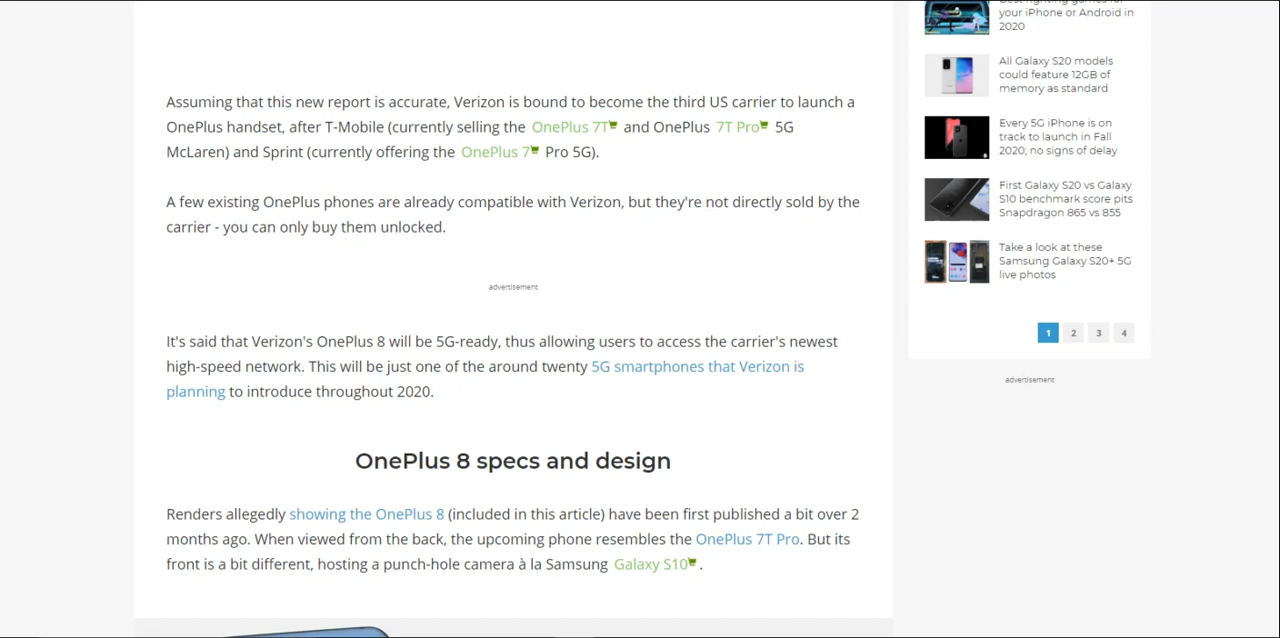 Assuming that this new report is accurate, Verizon is bound to become the third US carrier to launch a
OnePlus handset, after T-Mobile (currently selling the OnePlus 7T and OnePlus 7T Pro 5G
McLaren) and Sprint (currently offering the OnePlus 7 Pro 5G).
A few existing OnePlus phones are already compatible with Verizon, but they're not directly sold by the
carrier - you can only buy them unlocked.
advertisement
It's said that Verizon's OnePlus 8 will be 5G-ready, thus allowing users to access the carrier's newest
high-speed network. This will be just one of the around twenty 5G smartphones that Verizon is
planning to introduce throughout 2020.
OnePlus 8 specs and design
Renders allegedly showing the OnePlus 8 (included in this article) have been first published a bit over 2
months ago. When viewed from the back, the upcoming phone resembles the OnePlus 7T Pro. But its
front is a bit different, hosting a punch-hole camera à la Samsung Galaxy S10.
Best fighting games for
your iPhone or Android in
2020
All Galaxy S20 models
could feature 12GB of
memory as standard
Every 5G iPhone is on
track to launch in Fall
2020; no signs of delay
First Galaxy S20 vs Galaxy
S10 benchmark score pits
Snapdragon 865 vs 855
Take a look at these
Samsung Galaxy S20+ 5G
live photos
1 2 3 4
advertisement